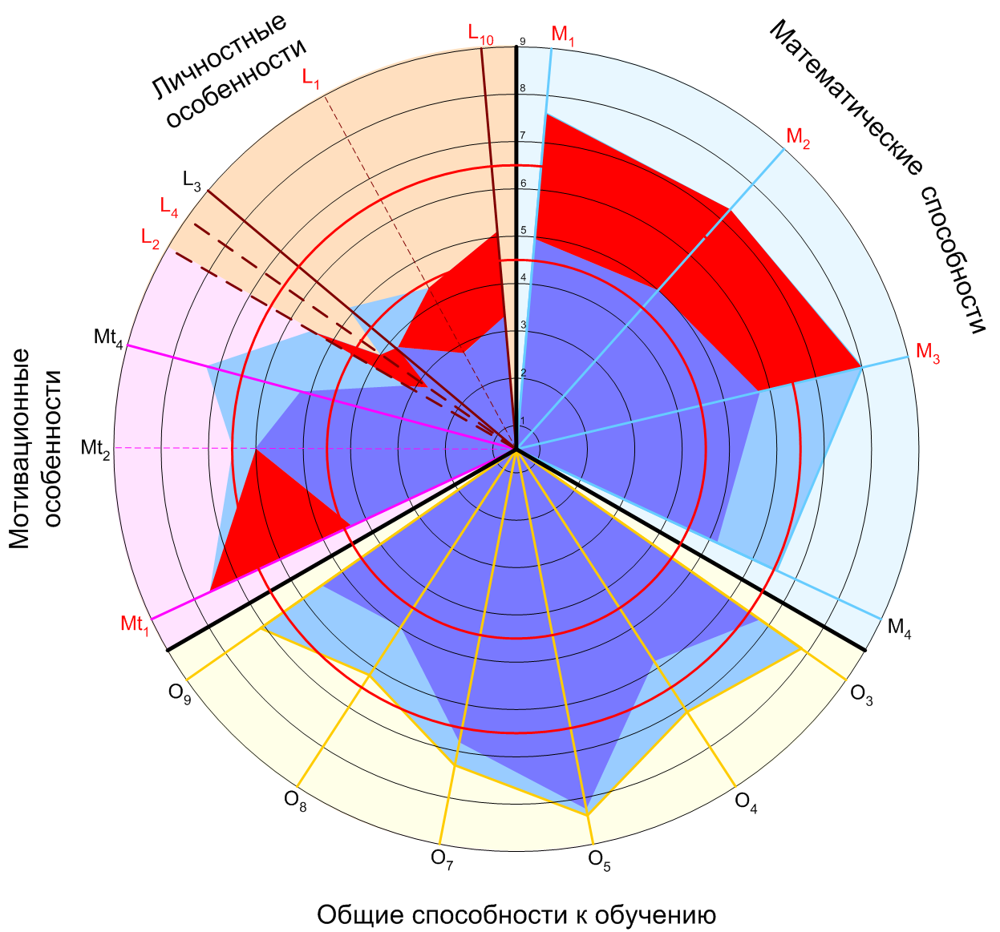 Личностные
особенности
Математические способности
L10
M1
9
8
7
6
5
4
3
2
1
L1
M2
L3
L4
L2
M3
Mt4
Mt2
Мотивационные
особенности
Mt1
M4
O9
O3
O8
O4
O7
O5
Общие способности к обучению